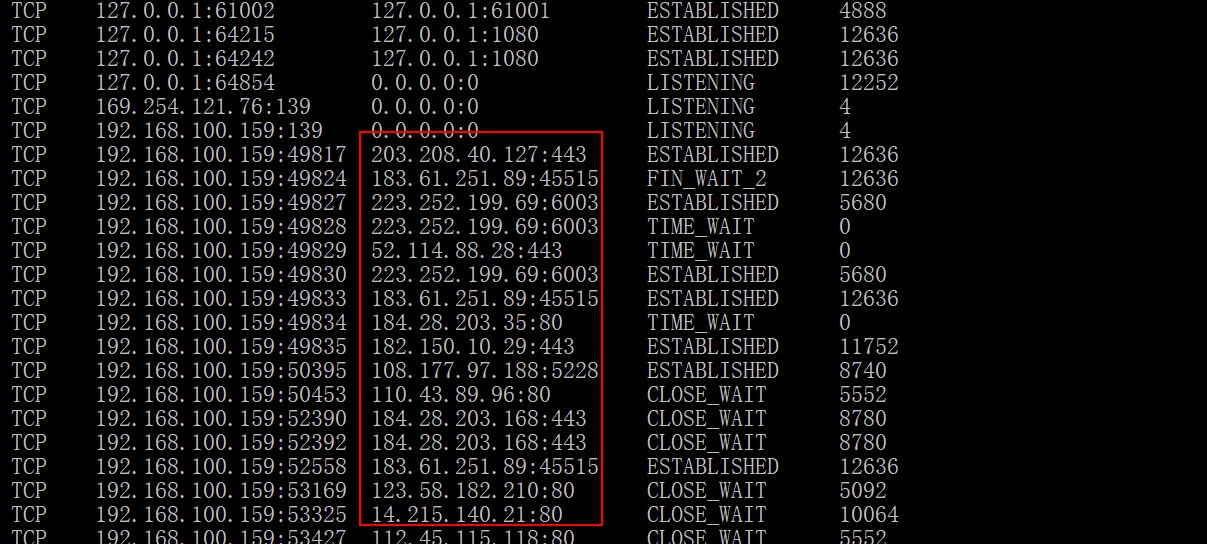 TCP 127.0.0.1:61002 127.0.0.1:61001 ESTABLISHED 4888
TCP 127.0.0.1:64215 127.0.0.1:1080 ESTABLISHED 12636
TCP 127.0.0.1:64242 127.0.0.1:1080 ESTABLISHED 12636
TCP 127.0.0.1:64854 0.0.0.0:0 LISTENING 12252
TCP 169.254.121.76:139 0.0.0.0:0 LISTENING 4
TCP 192.168.100.159:139 0.0.0.0:0 LISTENING 4
TCP 192.168.100.159:49817 203.208.40.127:443 ESTABLISHED 12636
TCP 192.168.100.159:49824 183.61.251.89:45515 FIN_WAIT_2 12636
TCP 192.168.100.159:49827 223.252.199.69:6003 ESTABLISHED 5680
TCP 192.168.100.159:49828 223.252.199.69:6003 TIME_WAIT 0
TCP 192.168.100.159:49829 52.114.88.28:443 TIME_WAIT 0
TCP 192.168.100.159:49830 223.252.199.69:6003 ESTABLISHED 5680
TCP 192.168.100.159:49833 183.61.251.89:45515 ESTABLISHED 12636
TCP 192.168.100.159:49834 184.28.203.35:80 TIME_WAIT 0
TCP 192.168.100.159:49835 182.150.10.29:443 ESTABLISHED 11752
TCP 192.168.100.159:50395 108.177.97.188:5228 ESTABLISHED 8740
TCP 192.168.100.159:50453 110.43.89.96:80 CLOSE_WAIT 5552
TCP 192.168.100.159:52390 184.28.203.168:443 CLOSE_WAIT 8780
TCP 192.168.100.159:52392 184.28.203.168:443 CLOSE_WAIT 8780
TCP 192.168.100.159:52558 183.61.251.89:45515 ESTABLISHED 12636
TCP 192.168.100.159:53169 123.58.182.210:80 CLOSE_WAIT 5092
TCP 192.168.100.159:53325 14.215.140.21:80 CLOSE_WAIT 10064
TCP 192.168.100.159:53427 112.45.115.118:80 CLOSE_WAIT 5552